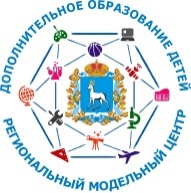 ДОПОЛНИТЕЛЬНОЕ ОБРАЗОВАНИЕ ДЕТЕЙ
РЕГИОНАЛЬНЫЙ МОДЕЛЬНЫЙ ЦЕНТР